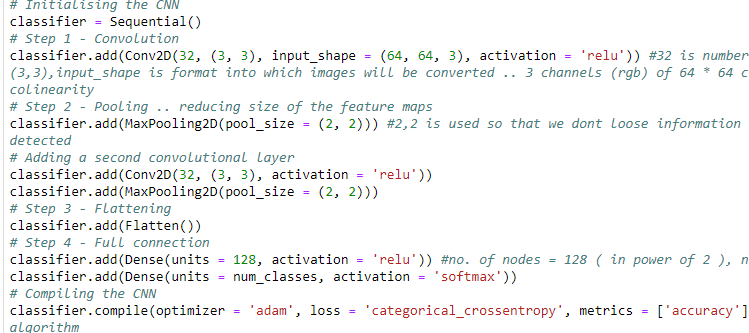 # Initialising the CNN
classifier = Sequential()
# Step 1 - Convolution
classifier.add(Conv2D(32, (3, 3), input_shape = (64, 64, 3), activation = 'relu')) #32 is number
(3,3),input_shape is format into which images will be converted .. 3 channels (rgb) of 64 * 64 c
colinearity
# Step 2 - Pooling .. reducing size of the feature maps
classifier.add(MaxPooling2D(pool_size = (2, 2))) #2,2 is used so that we dont loose information
detected
# Adding a second convolutional layer
classifier.add(Conv2D(32, (3, 3), activation = 'relu'))
classifier.add(MaxPooling2D(pool_size = (2, 2)))
# Step 3 - Flattening
classifier.add(Flatten())
# Step 4 - Full connection
classifier.add(Dense(units = 128, activation = 'relu')) #no. of nodes = 128 ( in power of 2 ), n
classifier.add(Dense(units = num_classes, activation = 'softmax'))
# Compiling the CNN
classifier.compile(optimizer = 'adam', loss = 'categorical_crossentropy', metrics = ['accuracy']
algorithm